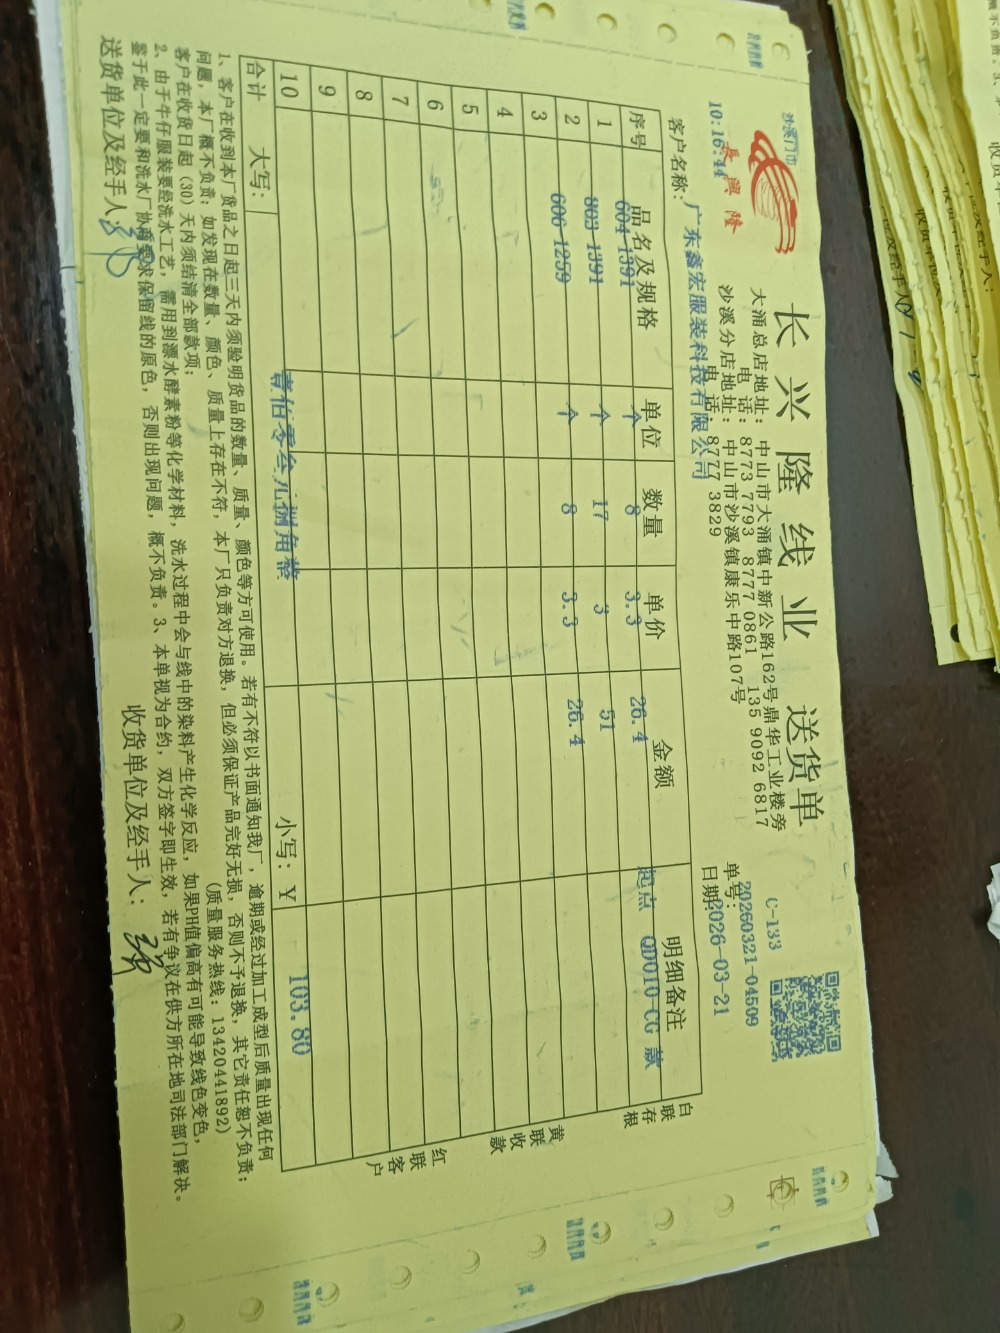 沙溪门市
長興隆
10:16:44
长兴隆线业 送货单
大涌总店地址：中山市大涌镇中新公路162号鼎华工业楼旁
电话：8773 7793 8777 0861 135 9092 6817
沙溪分店地址：中山市沙溪镇康乐中路107号
电话：8777 3829
C-133
单号：20260321-04509
日期：2026-03-21
客户名称：广东鑫宏服装科技有限公司
序号 品名及规格 单位 数量 单价 金额 明细备注
604-1391 个 8 3.3 26.4 起点 QD010-CG 款
1 803-1391 个 17 3 51
2 606-1259 个 8 3.3 26.4
3
4
5
6
7
8
9
10
合计 大写：壹佰零叁元捌角整 小写：Y 103.80
白联存根
黄联收款
红联客户
1、客户在收到本厂货品之日起三天内须验明货品的数量、质量、颜色等方可使用。若有不符以书面通知我厂，逾期或经过加工成型后质量出现任何
问题，本厂概不负责；如发现在数量、颜色、质量上存在不符，本厂只负责对方退换，但必须保证产品完好无损，否则不予退换，其它责任恕不负责；
客户在收货日起（30）天内须结清全部款项； (质量服务热线：13420441892)
2、由于牛仔服装要经洗水工艺，需用到漂水酵素粉等化学材料，洗水过程中会与线中的染料产生化学反应，如果PH值偏高有可能导致线色变色，
鉴于此一定要和洗水厂协商要求保留线的原色，否则出现问题，概不负责。3、本单视为合约，双方签字即生效，若有争议在供方所在地司法部门解决。
送货单位及经手人： 收货单位及经手人：